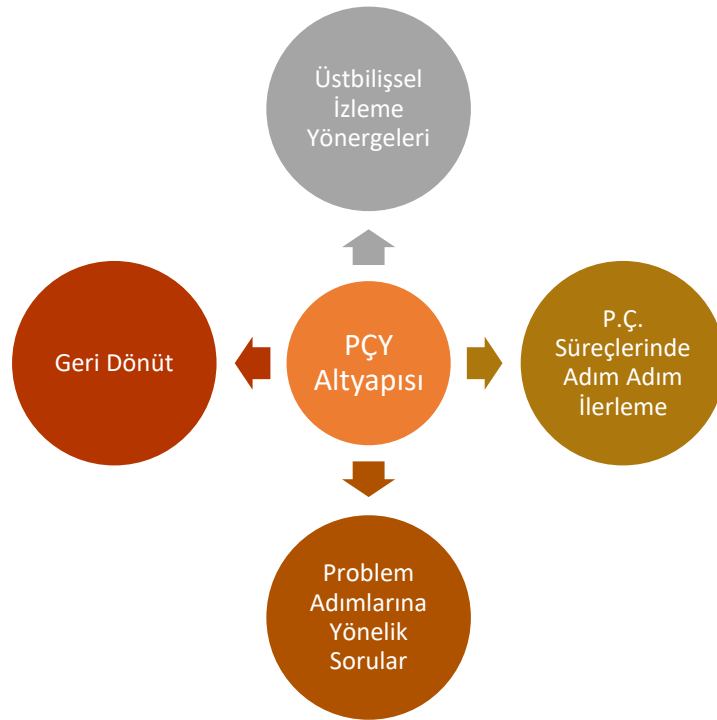 Üstbilişsel
İzleme
Yönergeleri
Geri Dönüt
PÇY
Altyapısı
P.Ç.
Süreçlerinde
Adım Adım
İlerleme
Problem
Adımlarına
Yönelik
Sorular